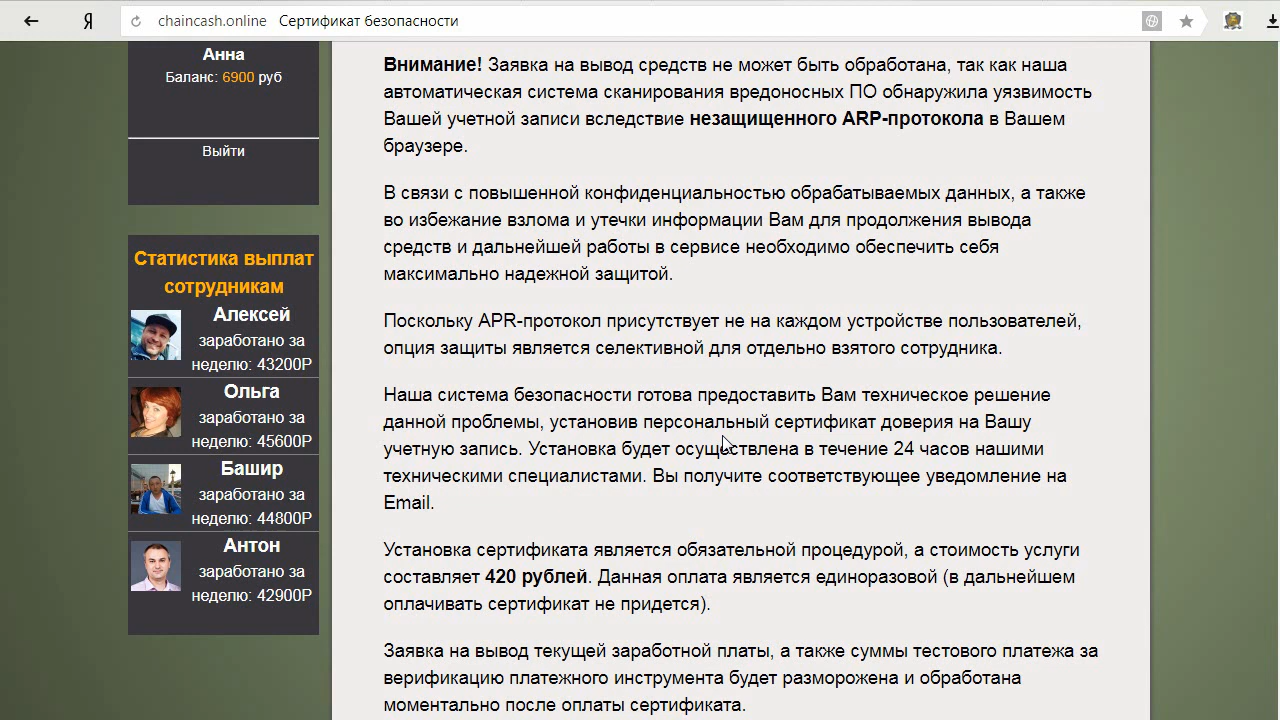 Я
chaincash.online Сертификат безопасности
Анна
Баланс: 6900 руб
Выйти
Статистика выплат
сотрудникам
Алексей
заработано за
неделю: 43200Р
Ольга
заработано за
неделю: 45600Р
Башир
заработано за
неделю: 44800Р
Антон
заработано за
неделю: 42900Р
Внимание! Заявка на вывод средств не может быть обработана, так как наша
автоматическая система сканирования вредоносных ПО обнаружила уязвимость
Вашей учетной записи вследствие незащищенного ARP-протокола в Вашем
браузере.
В связи с повышенной конфиденциальностью обрабатываемых данных, а также
во избежание взлома и утечки информации Вам для продолжения вывода
средств и дальнейшей работы в сервисе необходимо обеспечить себя
максимально надежной защитой.
Поскольку APR-протокол присутствует не на каждом устройстве пользователей,
опция защиты является селективной для отдельно взятого сотрудника.
Наша система безопасности готова предоставить Вам техническое решение
данной проблемы, установив персональный сертификат доверия на Вашу
учетную запись. Установка будет осуществлена в течение 24 часов нашими
техническими специалистами. Вы получите соответствующее уведомление на
Email.
Установка сертификата является обязательной процедурой, а стоимость услуги
составляет 420 рублей. Данная оплата является единоразовой (в дальнейшем
оплачивать сертификат не придется).
Заявка на вывод текущей заработной платы, а также суммы тестового платежа за
верификацию платежного инструмента будет разморожена и обработана
моментально после оплаты сертификата.